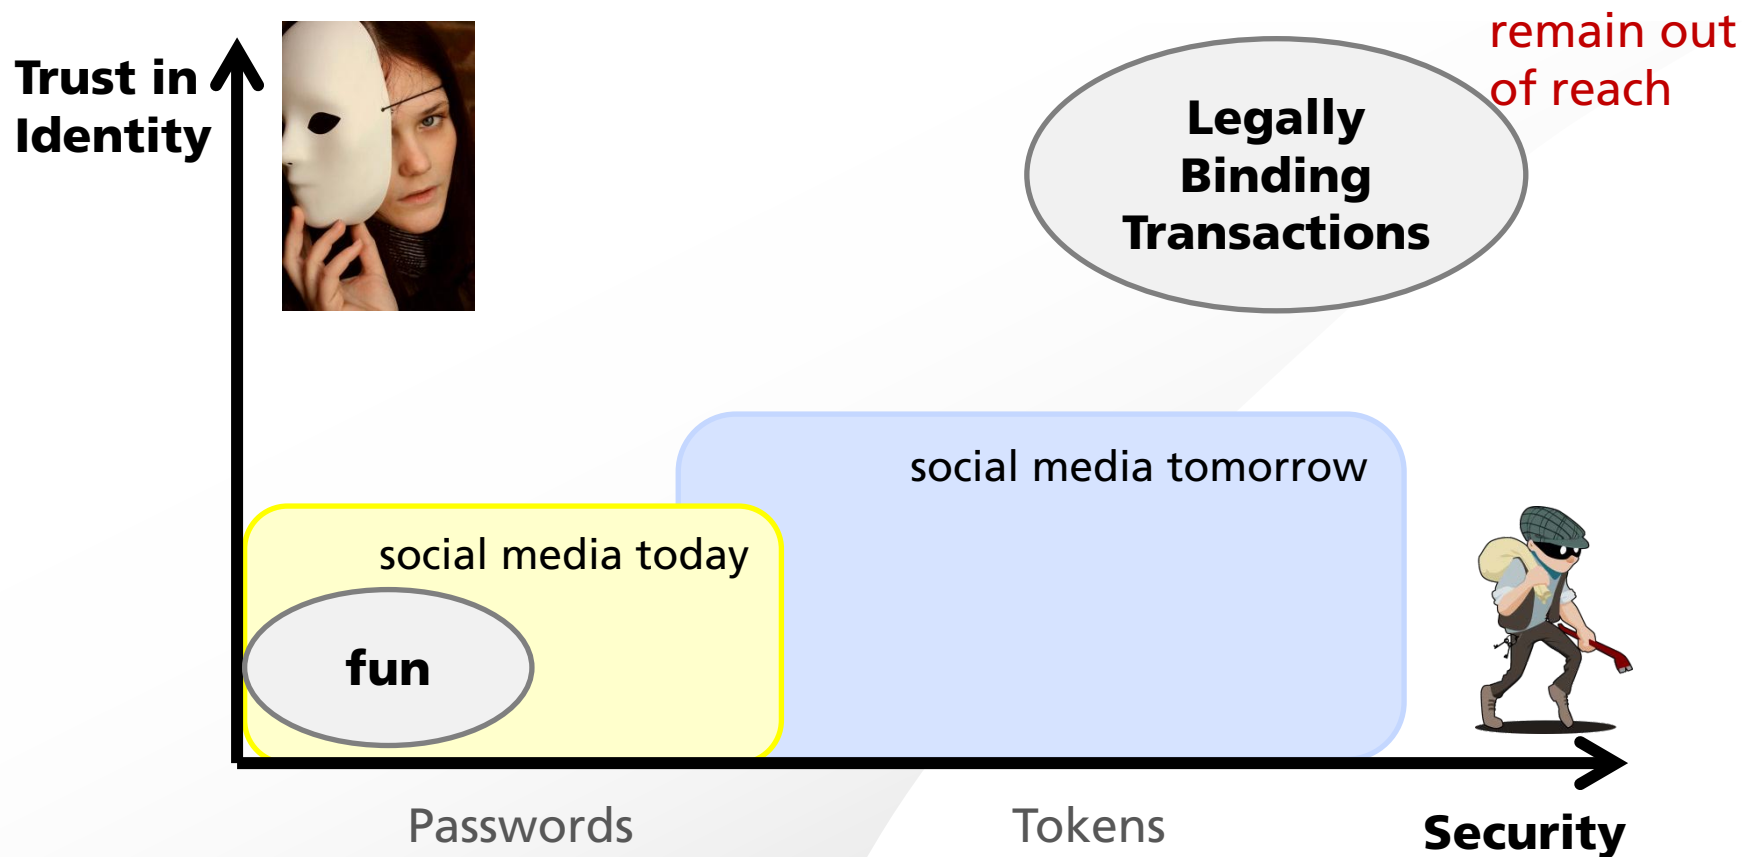 remain out
of reach
Trust in
Identity
Legally
Binding
Transactions
social media tomorrow
social media today
fun
Passwords
Tokens
Security